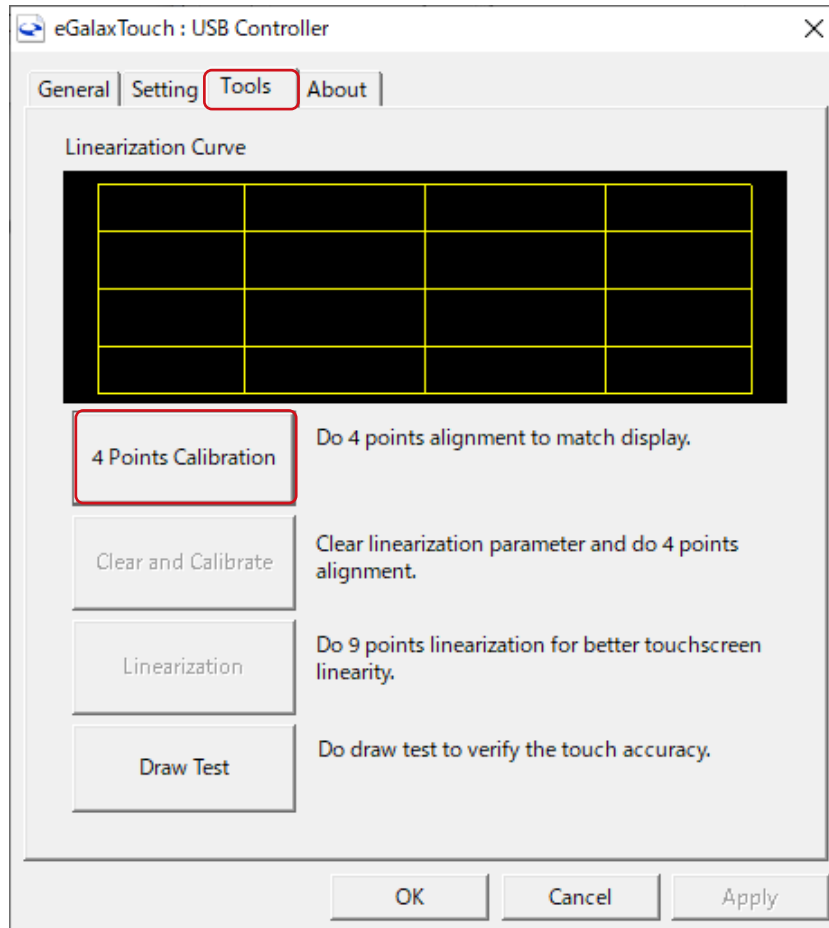 eGalaxTouch : USB Controller
General Setting Tools About
Linearization Curve
4 Points Calibration
Do 4 points alignment to match display.
Clear and Calibrate
Clear linearization parameter and do 4 points
alignment.
Linearization
Do 9 points linearization for better touchscreen
linearity.
Draw Test
Do draw test to verify the touch accuracy.
OK Cancel Apply